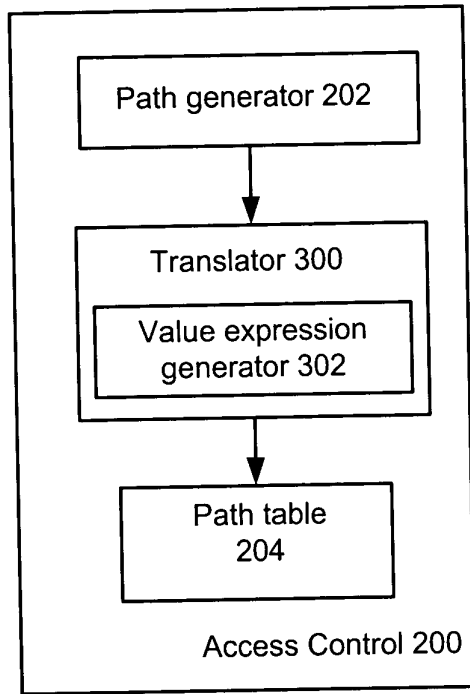 Path generator 202
Translator 300
Value expression
generator 302
Path table
204
Access Control 200